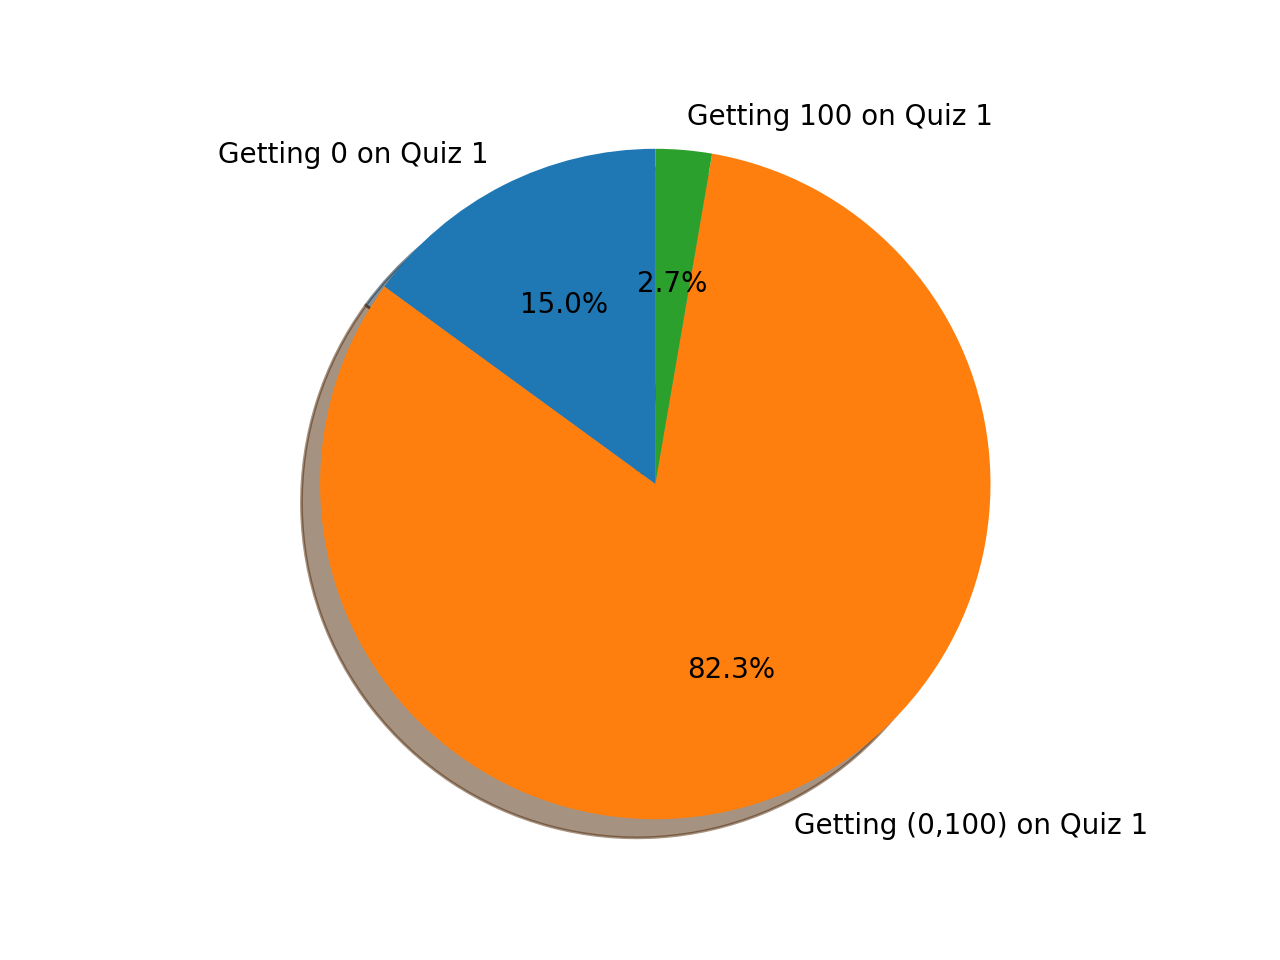 Getting 100 on Quiz 1
Getting 0 on Quiz 1
2.7%
15.0%
82.3%
Getting (0,100) on Quiz 1